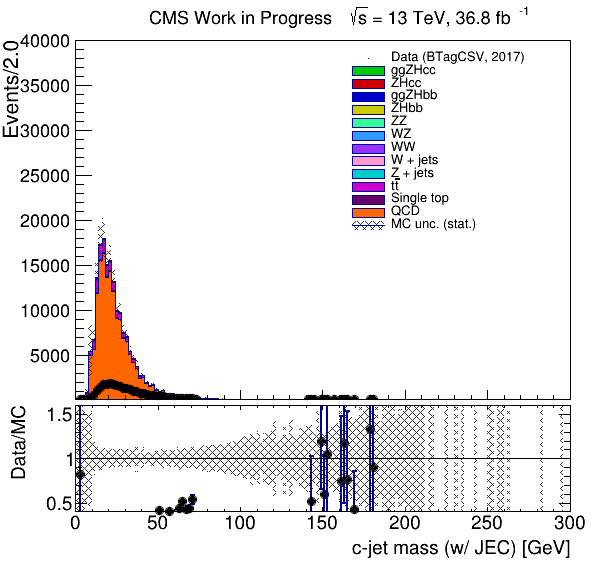 CMS Work in Progress √s = 13 TeV, 36.8 fb -1
Events/2.0
40000
35000
30000
25000
20000
15000
10000
5000
Data (BTagCSV, 2017)
ggZHcc
ZHcc
ggZHbb
ZHbb
ZZ
WZ
WW
W + jets
Z + jets
tt̅
Single top
QCD
MC unc. (stat.)
Data/MC
1.5
1
0.5
0 50 100 150 200 250 300
c-jet mass (w/ JEC) [GeV]